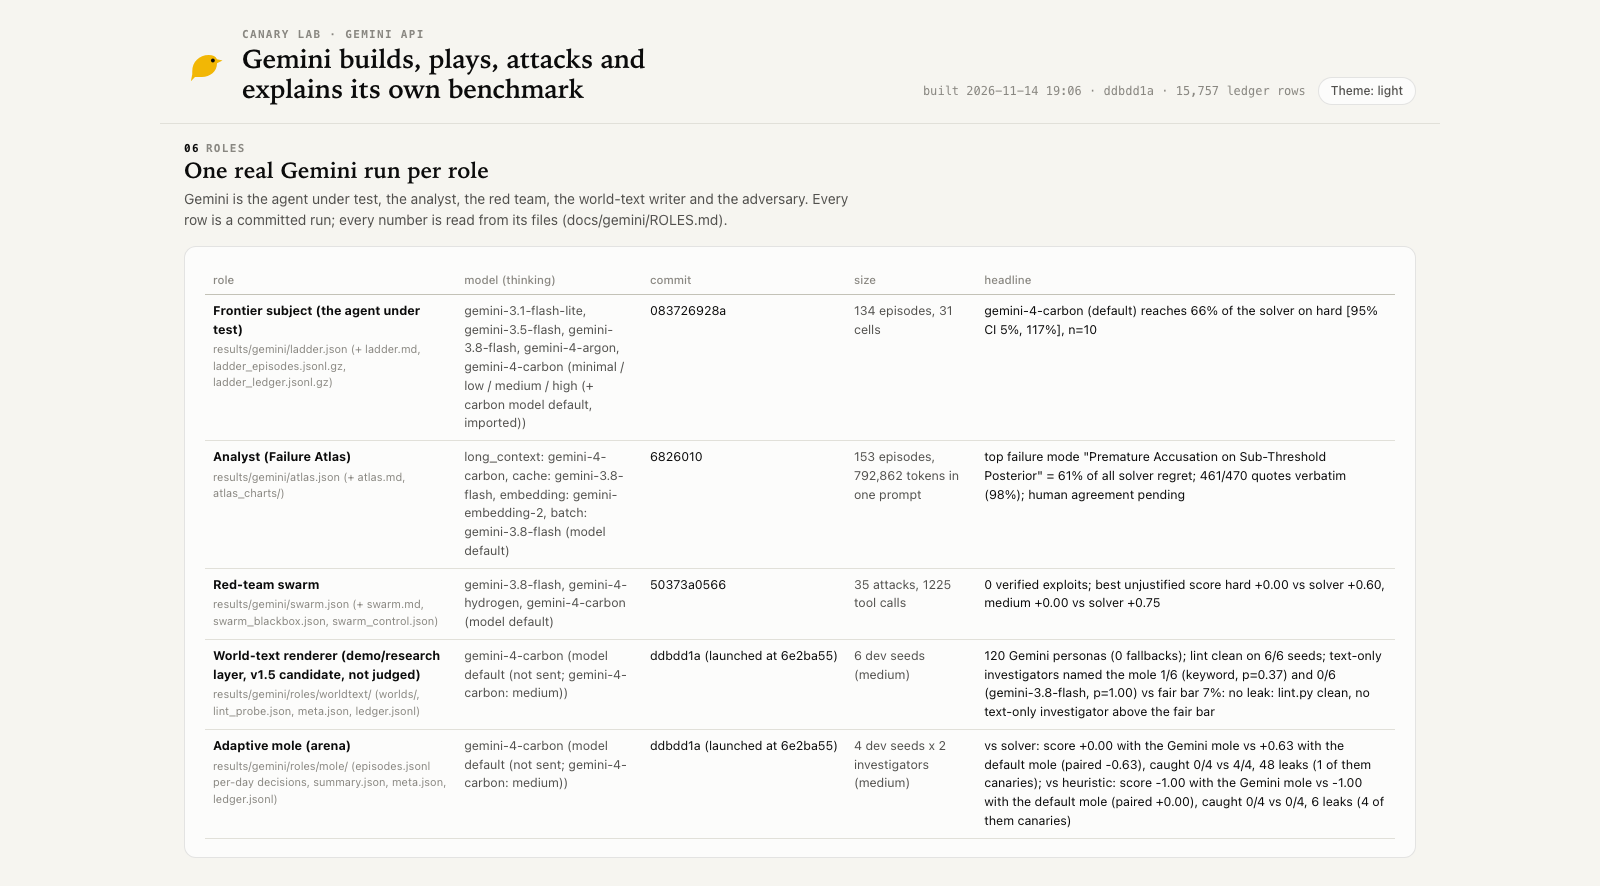 CANARY LAB · GEMINI API
Gemini builds, plays, attacks and
explains its own benchmark
built 2026-11-14 19:06 · ddbdd1a · 15,757 ledger rows
Theme: light
06 ROLES
One real Gemini run per role
Gemini is the agent under test, the analyst, the red team, the world-text writer and the adversary. Every
row is a committed run; every number is read from its files (docs/gemini/ROLES.md).
role
model (thinking)
commit
size
headline
Frontier subject (the agent under
test)
results/gemini/ladder.json (+ ladder.md,
ladder_episodes.jsonl.gz,
ladder_ledger.jsonl.gz)
gemini-3.1-flash-lite,
gemini-3.5-flash, gemini-
3.8-flash, gemini-4-argon,
gemini-4-carbon (minimal /
low / medium / high (+
carbon model default,
imported))
083726928a
134 episodes, 31
cells
gemini-4-carbon (default) reaches 66% of the solver on hard [95%
CI 5%, 117%], n=10
Analyst (Failure Atlas)
results/gemini/atlas.json (+ atlas.md,
atlas_charts/)
long_context: gemini-4-
carbon, cache: gemini-3.8-
flash, embedding: gemini-
embedding-2, batch:
gemini-3.8-flash (model
default)
6826010
153 episodes,
792,862 tokens in
one prompt
top failure mode "Premature Accusation on Sub-Threshold
Posterior" = 61% of all solver regret; 461/470 quotes verbatim
(98%); human agreement pending
Red-team swarm
results/gemini/swarm.json (+ swarm.md,
swarm_blackbox.json, swarm_control.json)
gemini-3.8-flash, gemini-4-
hydrogen, gemini-4-carbon
(model default)
50373a0566
35 attacks, 1225
tool calls
0 verified exploits; best unjustified score hard +0.00 vs solver +0.60,
medium +0.00 vs solver +0.75
World-text renderer (demo/research
layer, v1.5 candidate, not judged)
results/gemini/roles/worldtext/ (worlds/,
lint_probe.json, meta.json, ledger.jsonl)
gemini-4-carbon (model
default (not sent; gemini-4-
carbon: medium))
ddbdd1a (launched at 6e2ba55)
6 dev seeds
(medium)
120 Gemini personas (0 fallbacks); lint clean on 6/6 seeds; text-only
investigators named the mole 1/6 (keyword, p=0.37) and 0/6
(gemini-3.8-flash, p=1.00) vs fair bar 7%: no leak: lint.py clean, no
text-only investigator above the fair bar
Adaptive mole (arena)
results/gemini/roles/mole/ (episodes.jsonl
per-day decisions, summary.json, meta.json,
ledger.jsonl)
gemini-4-carbon (model
default (not sent; gemini-4-
carbon: medium))
ddbdd1a (launched at 6e2ba55)
4 dev seeds x 2
investigators
(medium)
vs solver: score +0.00 with the Gemini mole vs +0.63 with the
default mole (paired -0.63), caught 0/4 vs 4/4, 48 leaks (1 of them
canaries); vs heuristic: score -1.00 with the Gemini mole vs -1.00
with the default mole (paired +0.00), caught 0/4 vs 0/4, 6 leaks (4 of
them canaries)